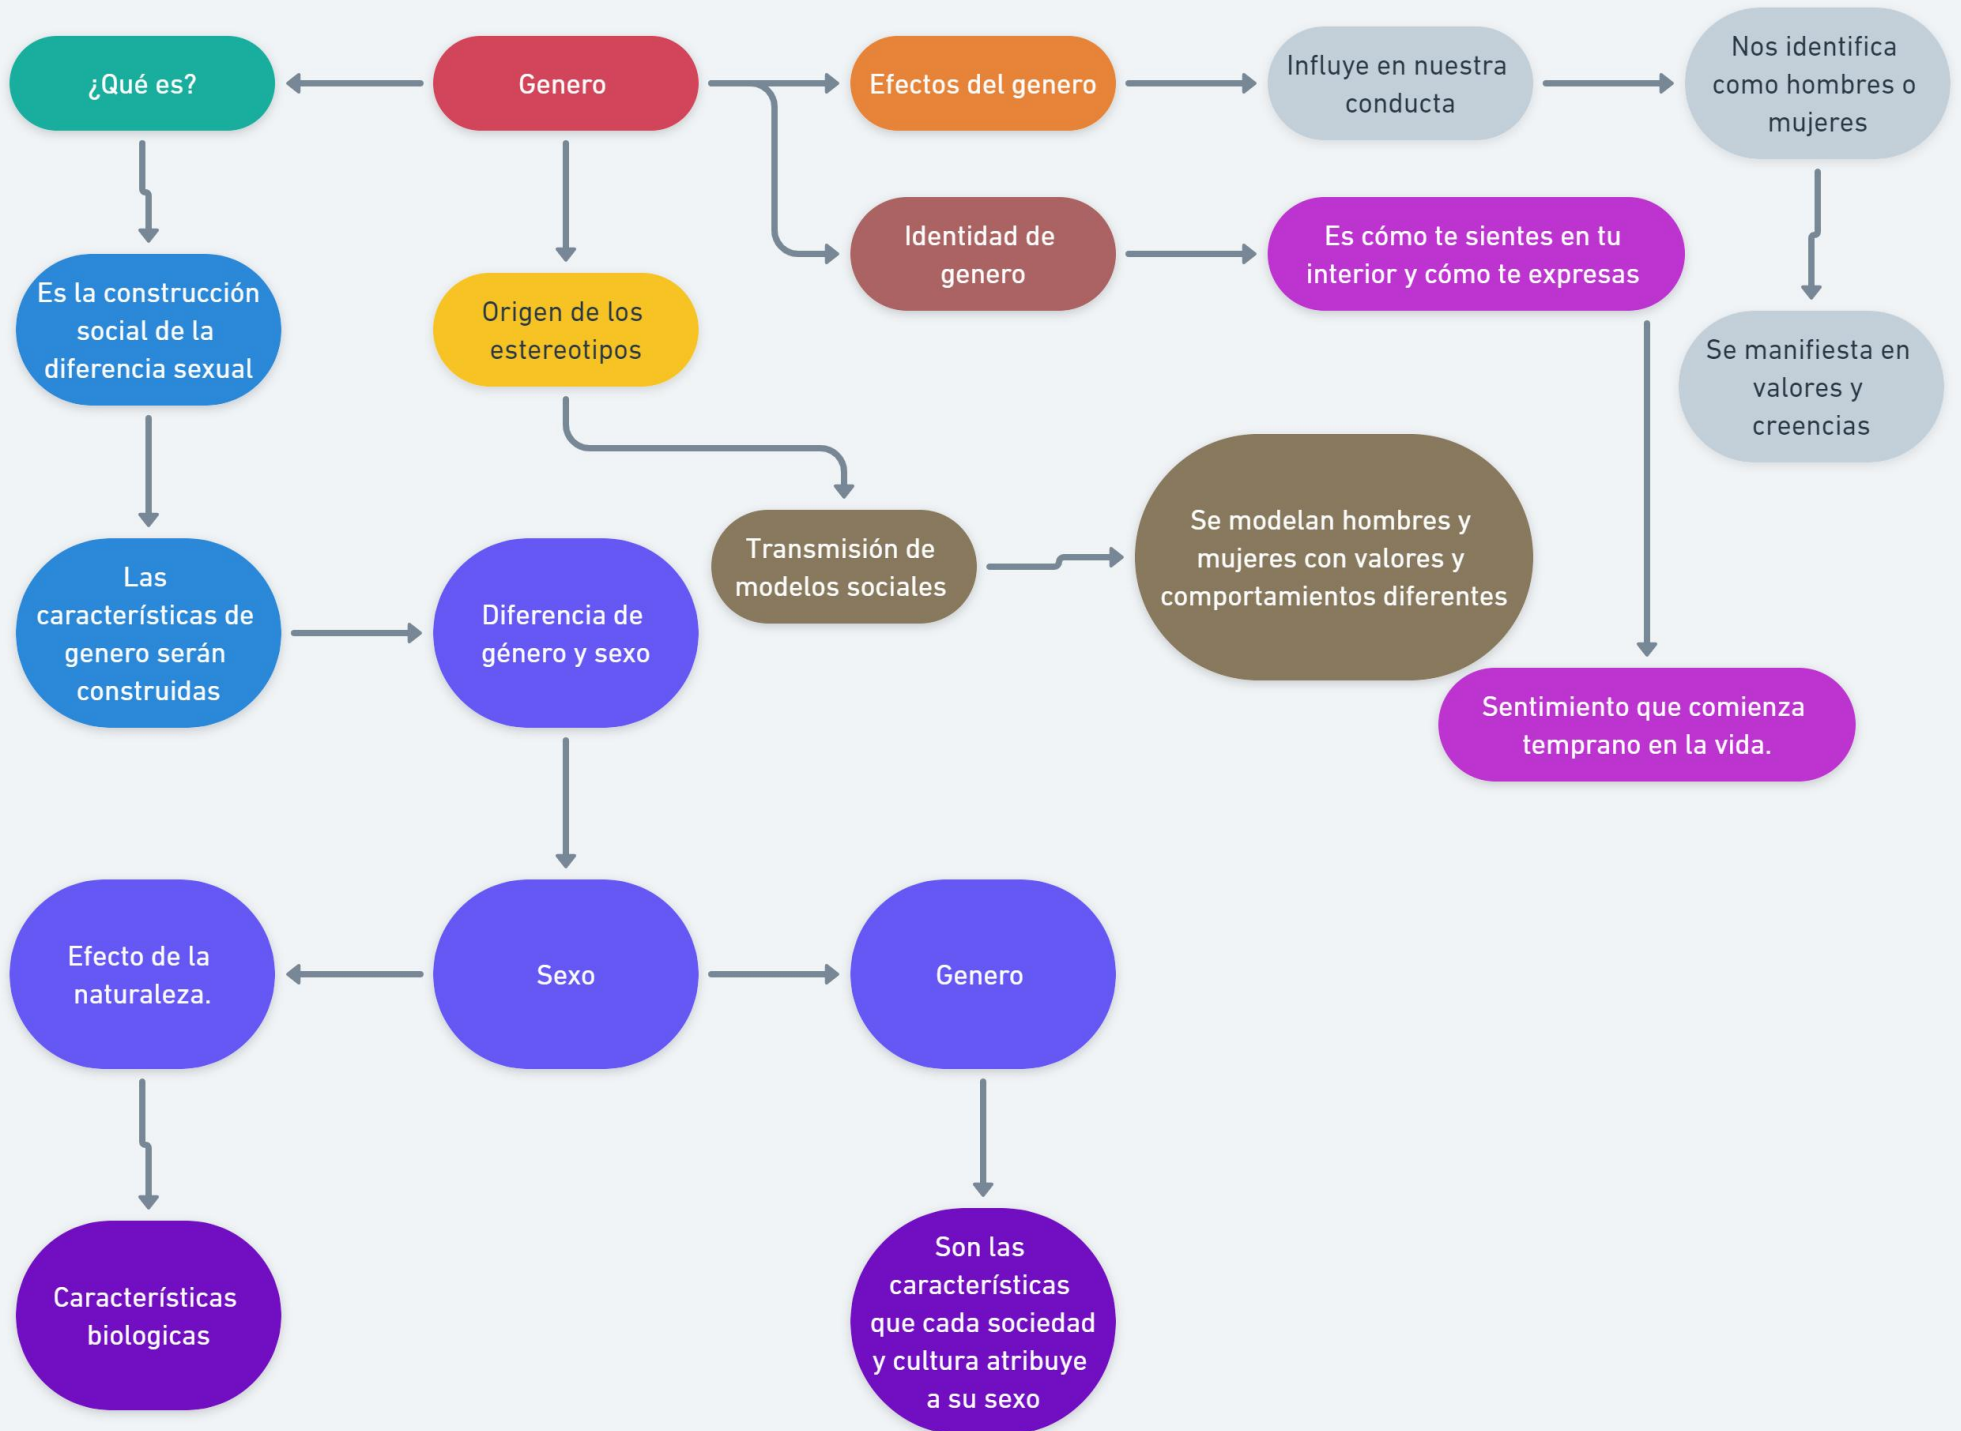 ¿Qué es?
Genero
Efectos del genero
Influye en nuestra
conducta
Nos identifica
como hombres o
mujeres
Identidad de
genero
Es cómo te sientes en tu
interior y cómo te expresas
Es la construcción
social de la
diferencia sexual
Origen de los
estereotipos
Se manifiesta en
valores y
creencias
Transmisión de
modelos sociales
Se modelan hombres y
mujeres con valores y
comportamientos diferentes
Las
características de
genero serán
construidas
Diferencia de
género y sexo
Sentimiento que comienza
temprano en la vida.
Efecto de la
naturaleza.
Sexo
Genero
Características
biologicas
Son las
características
que cada sociedad
y cultura atribuye
a su sexo